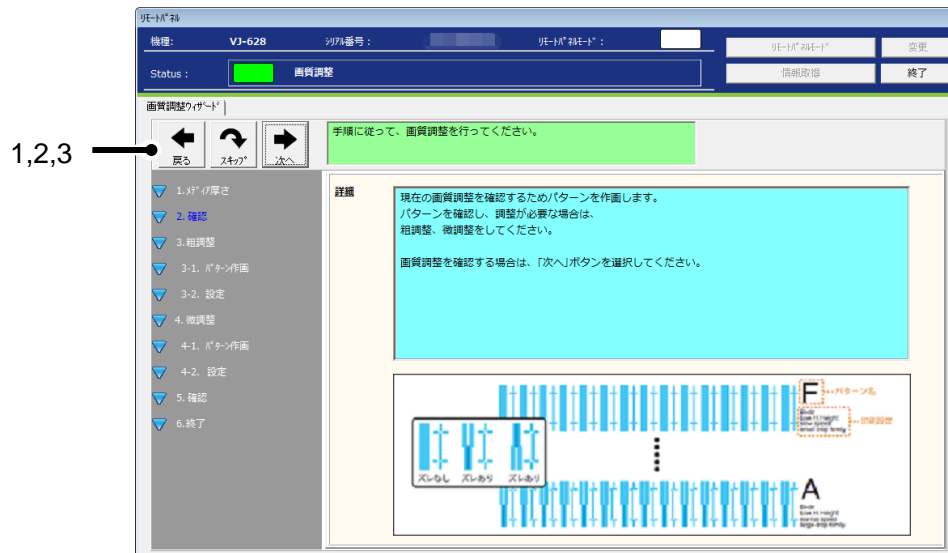 リモートパネル
機種: VJ-628 シリアル番号: リモートパネルモード:
リモートパネルモード 変更
Status : 画質調整
情報取得 終了
画質調整ウィザード
戻る スキップ 次へ
手順に従って、画質調整を行ってください。
1,2,3
1.メディア厚さ
2.確認
3.粗調整
3-1. パターン作画
3-2. 設定
4.微調整
4-1. パターン作画
4-2. 設定
5.確認
6.終了
詳細
現在の画質調整を確認するためパターンを作画します。
パターンを確認し、調整が必要な場合は、
粗調整、微調整をしてください。
画質調整を確認する場合は、「次へ」ボタンを選択してください。
F パターン名
印刷設定
ズレなし ズレあり ズレあり
A